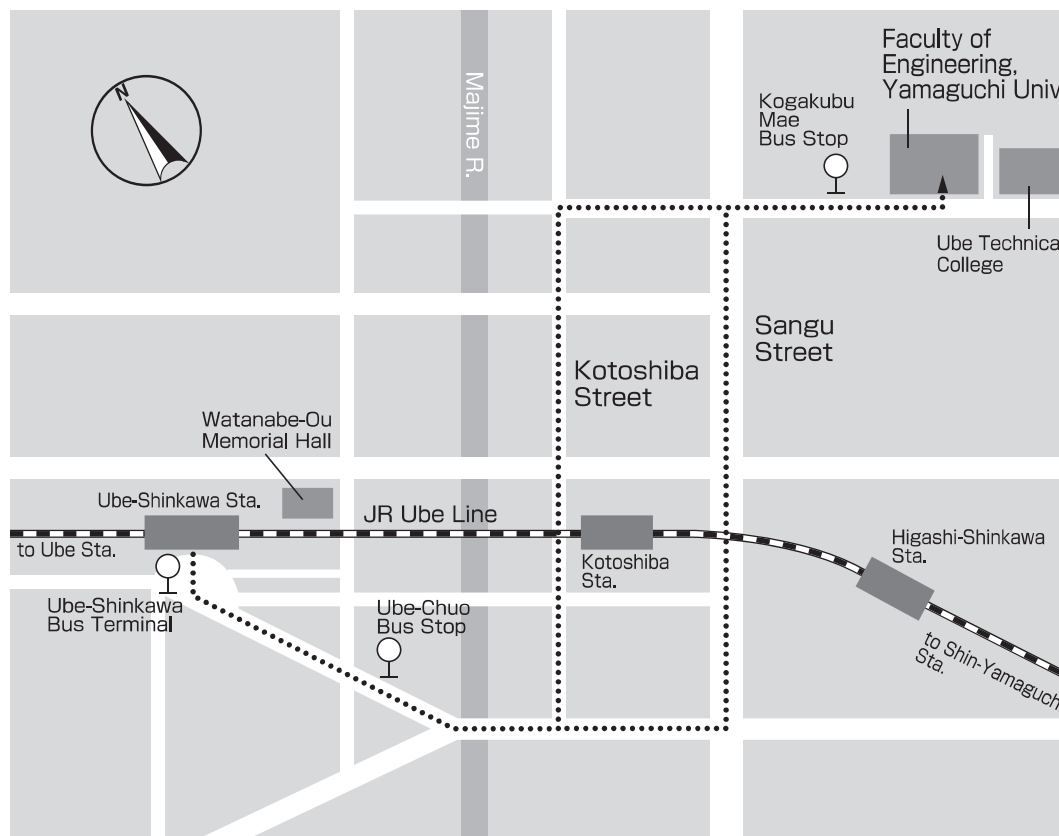 N
Majime R.
Faculty of
Engineering,
Yamaguchi Univ
Kogakubu
Mae
Bus Stop
Ube Technica
College
Sangu
Street
Kotoshiba
Street
Watanabe-Ou
Memorial Hall
Ube-Shinkawa Sta.
JR Ube Line
to Ube Sta.
Kotoshiba
Sta.
Higashi-Shinkawa
Sta.
Ube-Shinkawa
Bus Terminal
Ube-Chuo
Bus Stop
to Shin-Yamaguch
Sta.